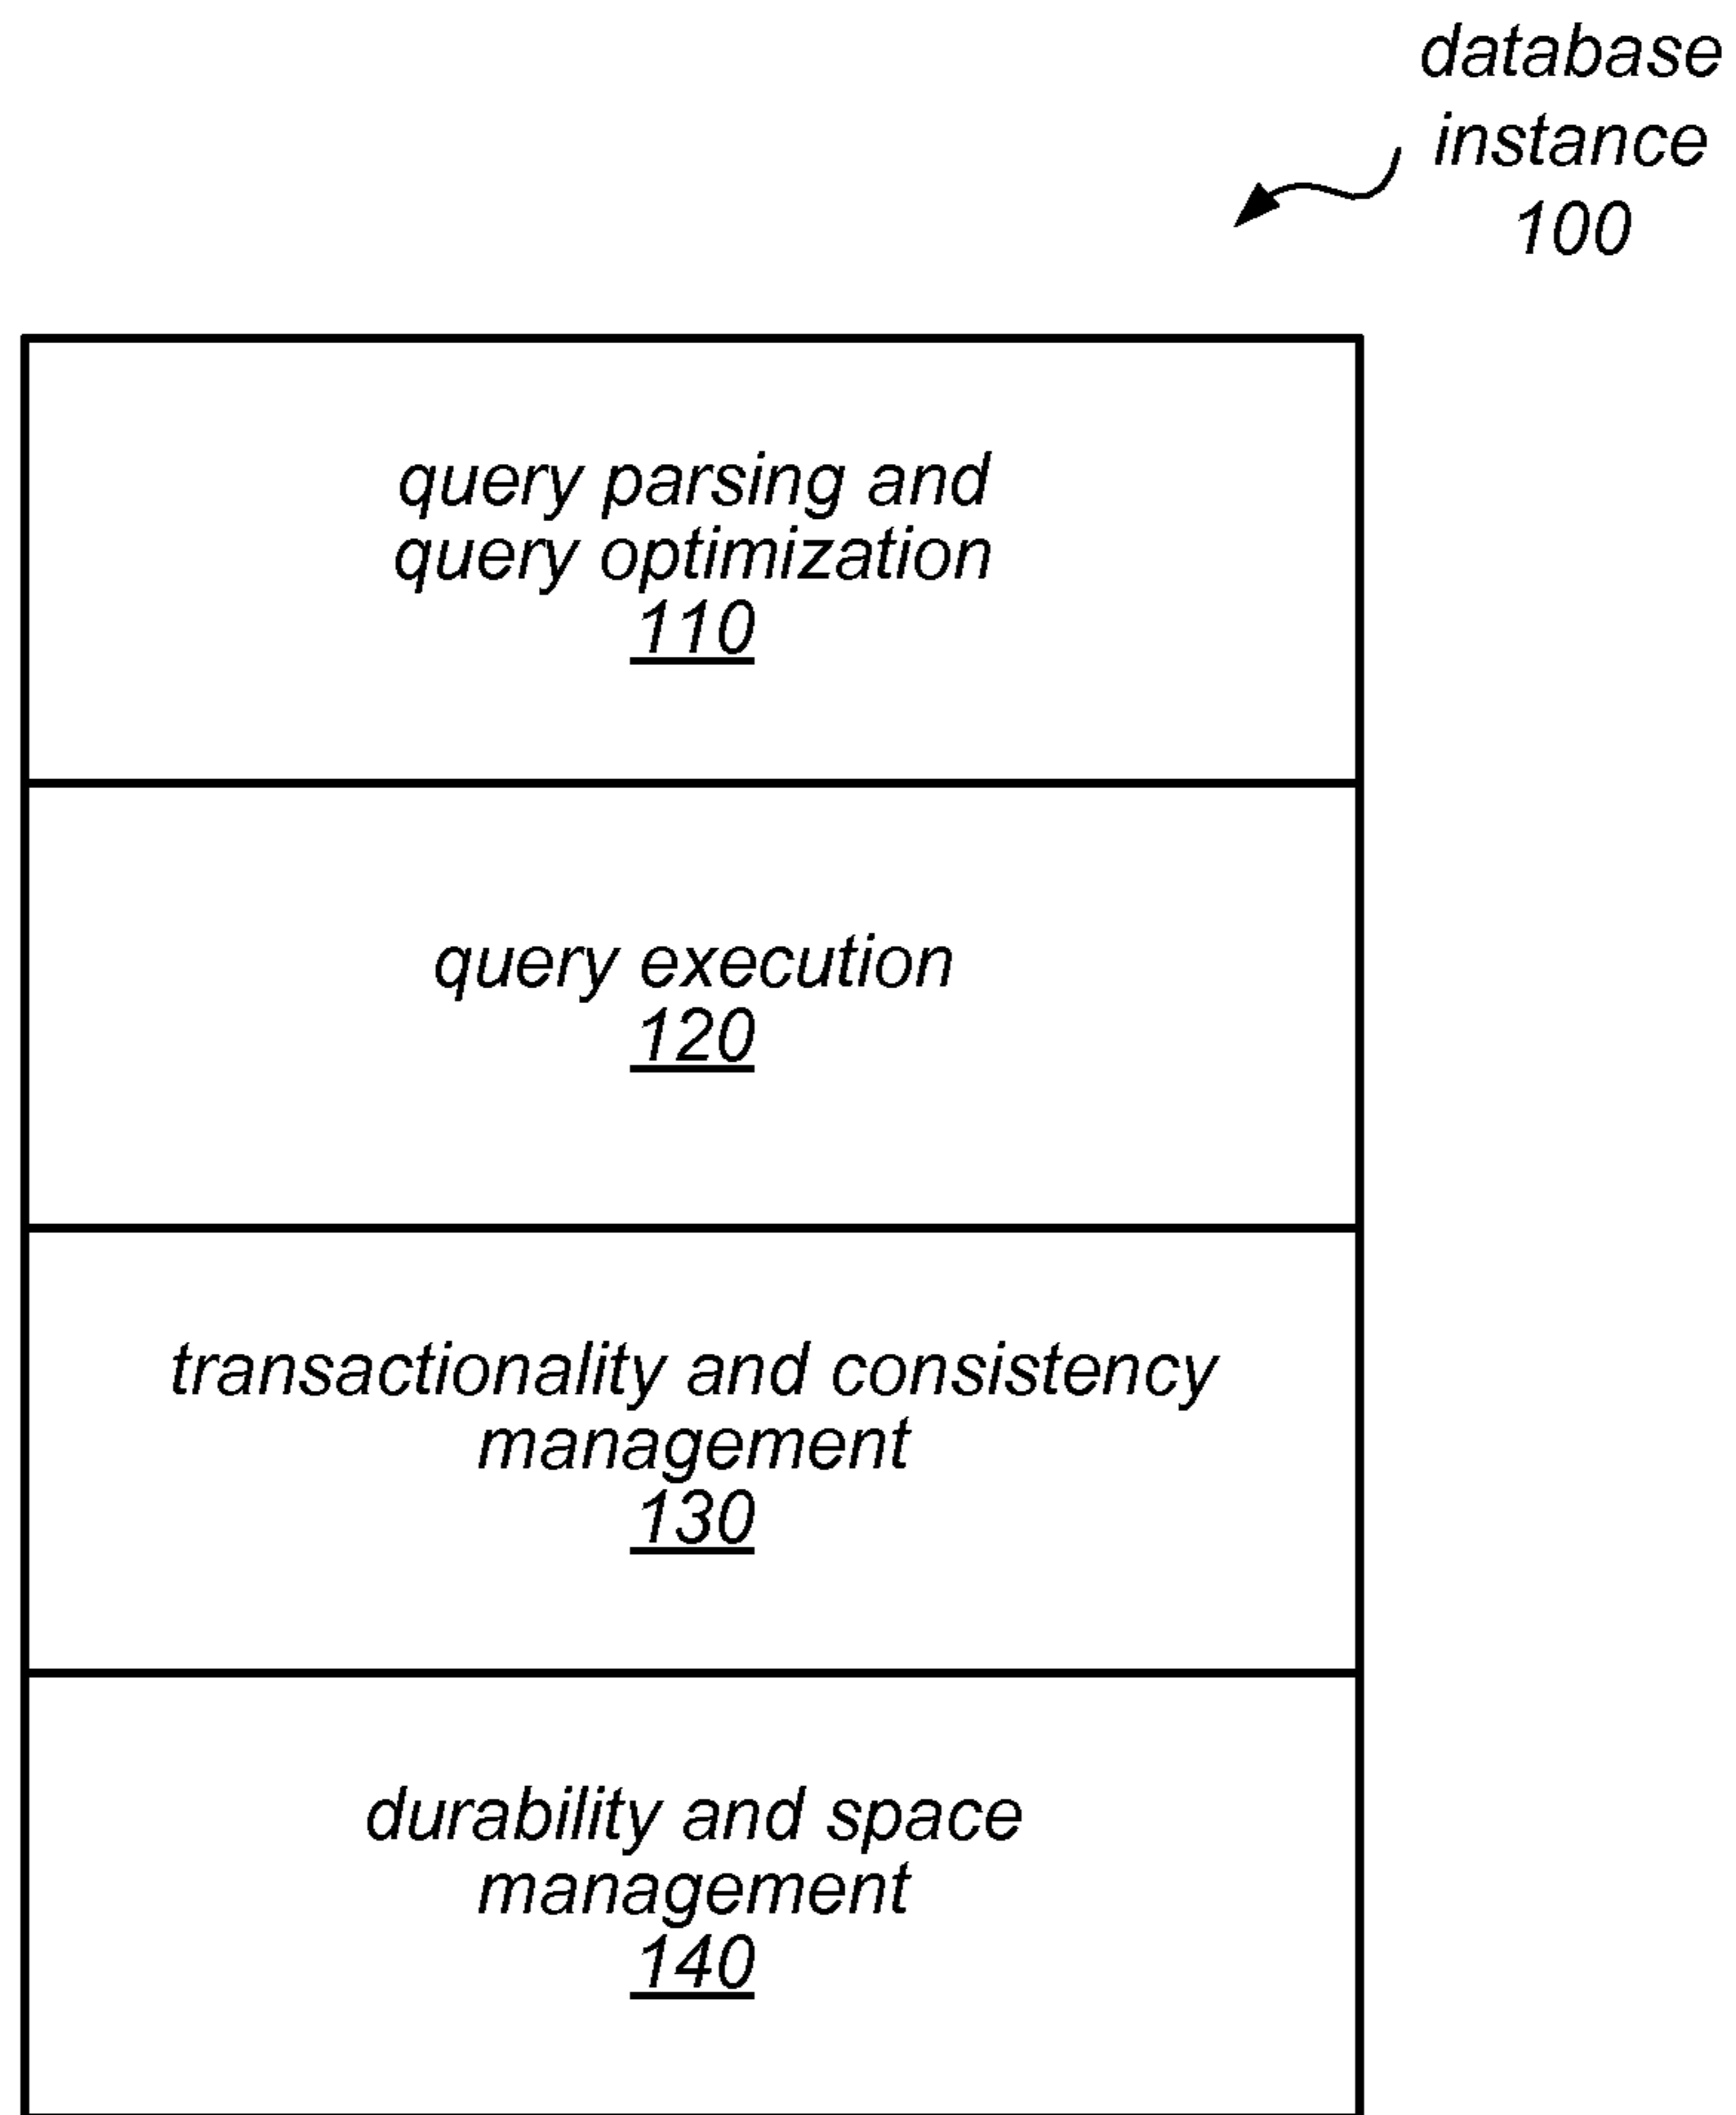 database
instance
100
query parsing and
query optimization
110
query execution
120
transactionality and consistency
management
130
durability and space
management
140